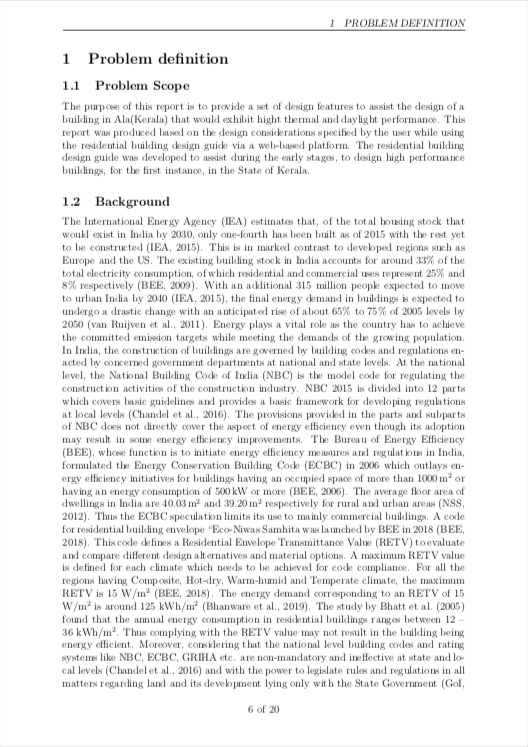 1 PROBLEM DEFINITION
1 Problem definition
1.1 Problem Scope
The purpose of this report is to provide a set of design features to assist the design of a
building in Ala(Kerala) that would exhibit hight thermal and daylight performance. This
report was produced based on the design considerations specified by the user while using
the residential building design guide via a web-based platform. The residential building
design guide was developed to assist during the early stages, to design high performance
buildings, for the first instance, in the State of Kerala.
1.2 Background
The International Energy Agency (IEA) estimates that, of the total housing stock that
would exist in India by 2030, only one-fourth has been built as of 2015 with the rest yet
to be constructed (IEA, 2015). This is in marked contrast to developed regions such as
Europe and the US. The existing building stock in India accounts for around 33% of the
total electricity consumption, of which residential and commercial uses represent 25% and
8% respectively (BEE, 2009). With an additional 315 million people expected to move
to urban India by 2040 (IEA, 2015), the final energy demand in buildings is expected to
undergo a drastic change with an anticipated rise of about 65% to 75% of 2005 levels by
2050 (van Ruijven et al., 2011). Energy plays a vital role as the country has to achieve
the committed emission targets while meeting the demands of the growing population.
In India, the construction of buildings are governed by building codes and regulations en-
acted by concerned government departments at national and state levels. At the national
level, the National Building Code of India (NBC) is the model code for regulating the
construction activities of the construction industry. NBC 2015 is divided into 12 parts
which covers basic guidelines and provides a basic framework for developing regulations
at local levels (Chandel et al., 2016). The provisions provided in the parts and subparts
of NBC does not directly cover the aspect of energy efficiency even though its adoption
may result in some energy efficiency improvements. The Bureau of Energy Efficiency
(BEE), whose function is to initiate energy efficiency measures and regulations in India,
formulated the Energy Conservation Building Code (ECBC) in 2006 which outlays en-
ergy efficiency initiatives for buildings having an occupied space of more than 1000 m² or
having an energy consumption of 500 kW or more (BEE, 2006). The average floor area of
dwellings in India are 40.03 m² and 39.20 m² respectively for rural and urban areas (NSS,
2012). Thus the ECBC speculation limits its use to mainly commercial buildings. A code
for residential building envelope “Eco-Niwas Samhita was launched by BEE in 2018 (BEE,
2018). This code defines a Residential Envelope Transmittance Value (RETV) to evaluate
and compare different design alternatives and material options. A maximum RETV value
is defined for each climate which needs to be achieved for code compliance. For all the
regions having Composite, Hot-dry, Warm-humid and Temperate climate, the maximum
RETV is 15 W/m² (BEE, 2018). The energy demand corresponding to an RETV of 15
W/m² is around 125 kWh/m² (Bhanware et al., 2019). The study by Bhatt et al. (2005)
found that the annual energy consumption in residential buildings ranges between 12 –
36 kWh/m². Thus complying with the RETV value may not result in the building being
energy efficient. Moreover, considering that the national level building codes and rating
systems like NBC, ECBC, GRIHA etc. are non-mandatory and ineffective at state and lo-
cal levels (Chandel et al., 2016) and with the power to legislate rules and regulations in all
matters regarding land and its development lying only with the State Government (GoI,
6 of 20